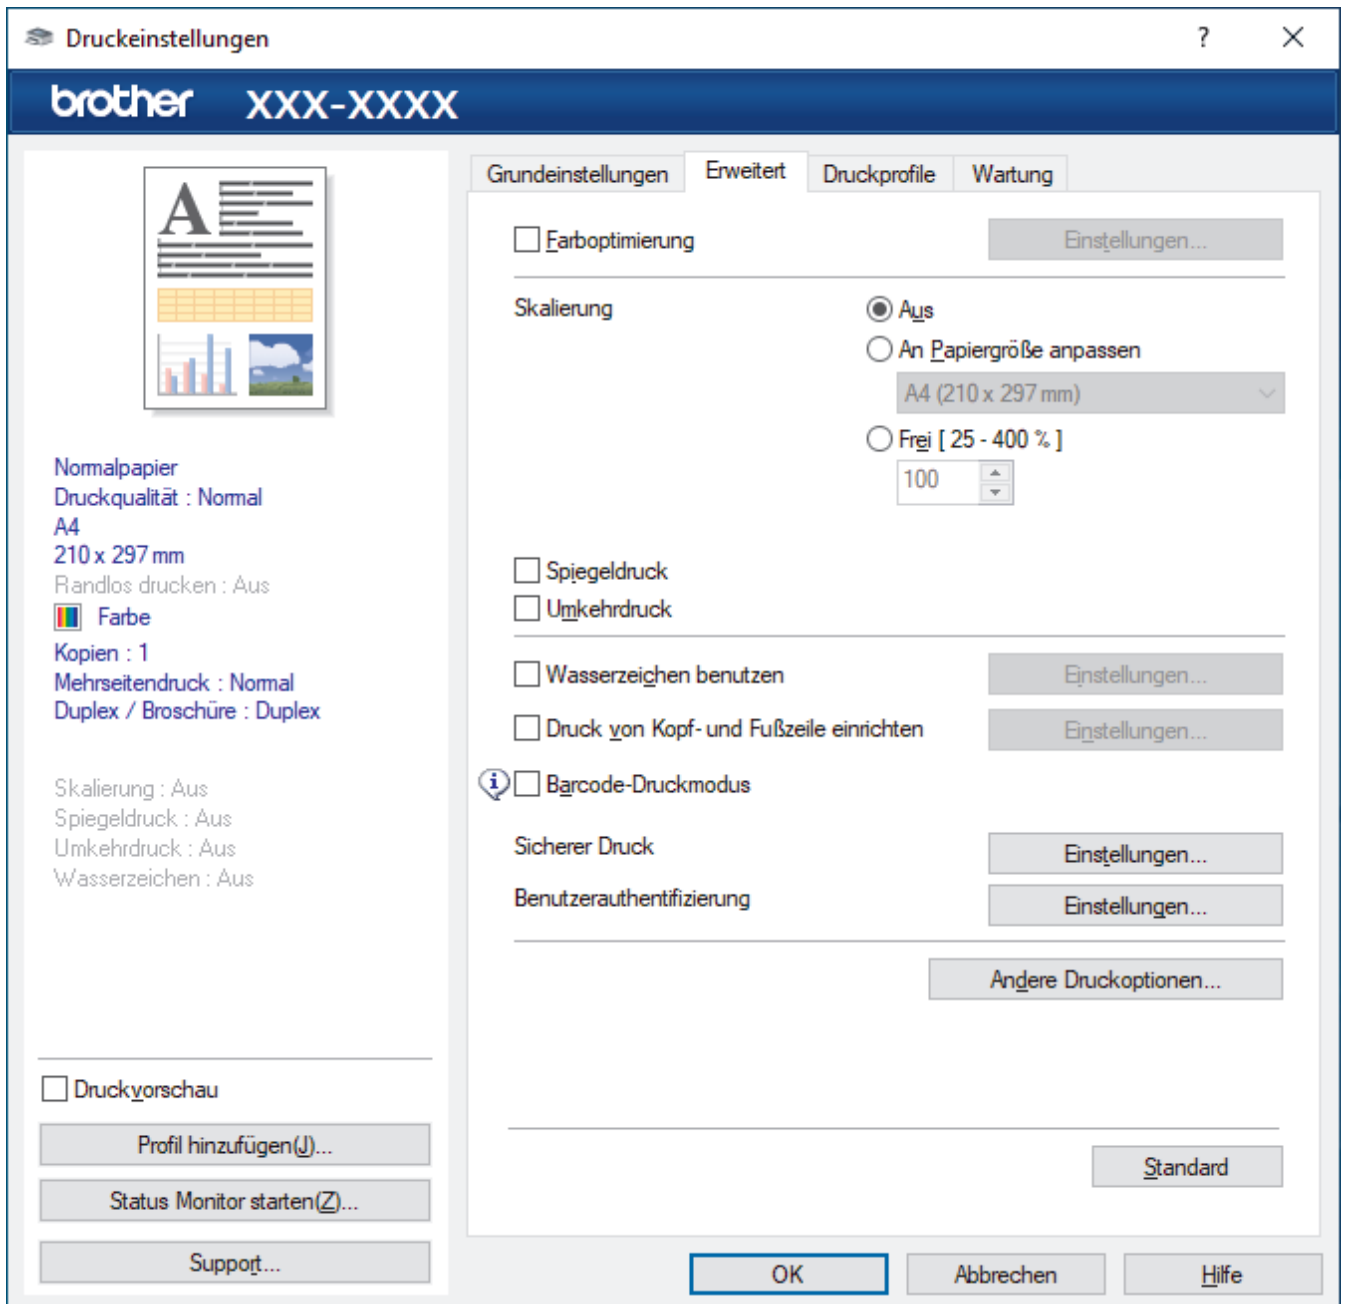 Druckeinstellungen ?
brother XXX-XXXX
A
Normalpapier
Druckqualität : Normal
A4
210 x 297 mm
Randlos drucken : Aus
Farbe
Kopien : 1
Mehrseitendruck : Normal
Duplex / Broschüre : Duplex
Skalierung : Aus
Spiegeldruck : Aus
Umkehrdruck : Aus
Wasserzeichen : Aus
Druckvorschau
Profil hinzufügen(J)...
Status Monitor starten(Z)...
Support...
Grundeinstellungen Erweitert Druckprofile Wartung
Farboptimierung Einstellungen...
Skalierung Aus
An Papiergröße anpassen
A4 (210 x 297 mm)
Frei [ 25 - 400 % ]
100
Spiegeldruck
Umkehrdruck
Wasserzeichen benutzen Einstellungen...
Druck von Kopf- und Fußzeile einrichten Einstellungen...
i Barcode-Druckmodus
Sicherer Druck Einstellungen...
Benutzerauthentifizierung Einstellungen...
Andere Druckoptionen...
Standard
OK Abbrechen Hilfe